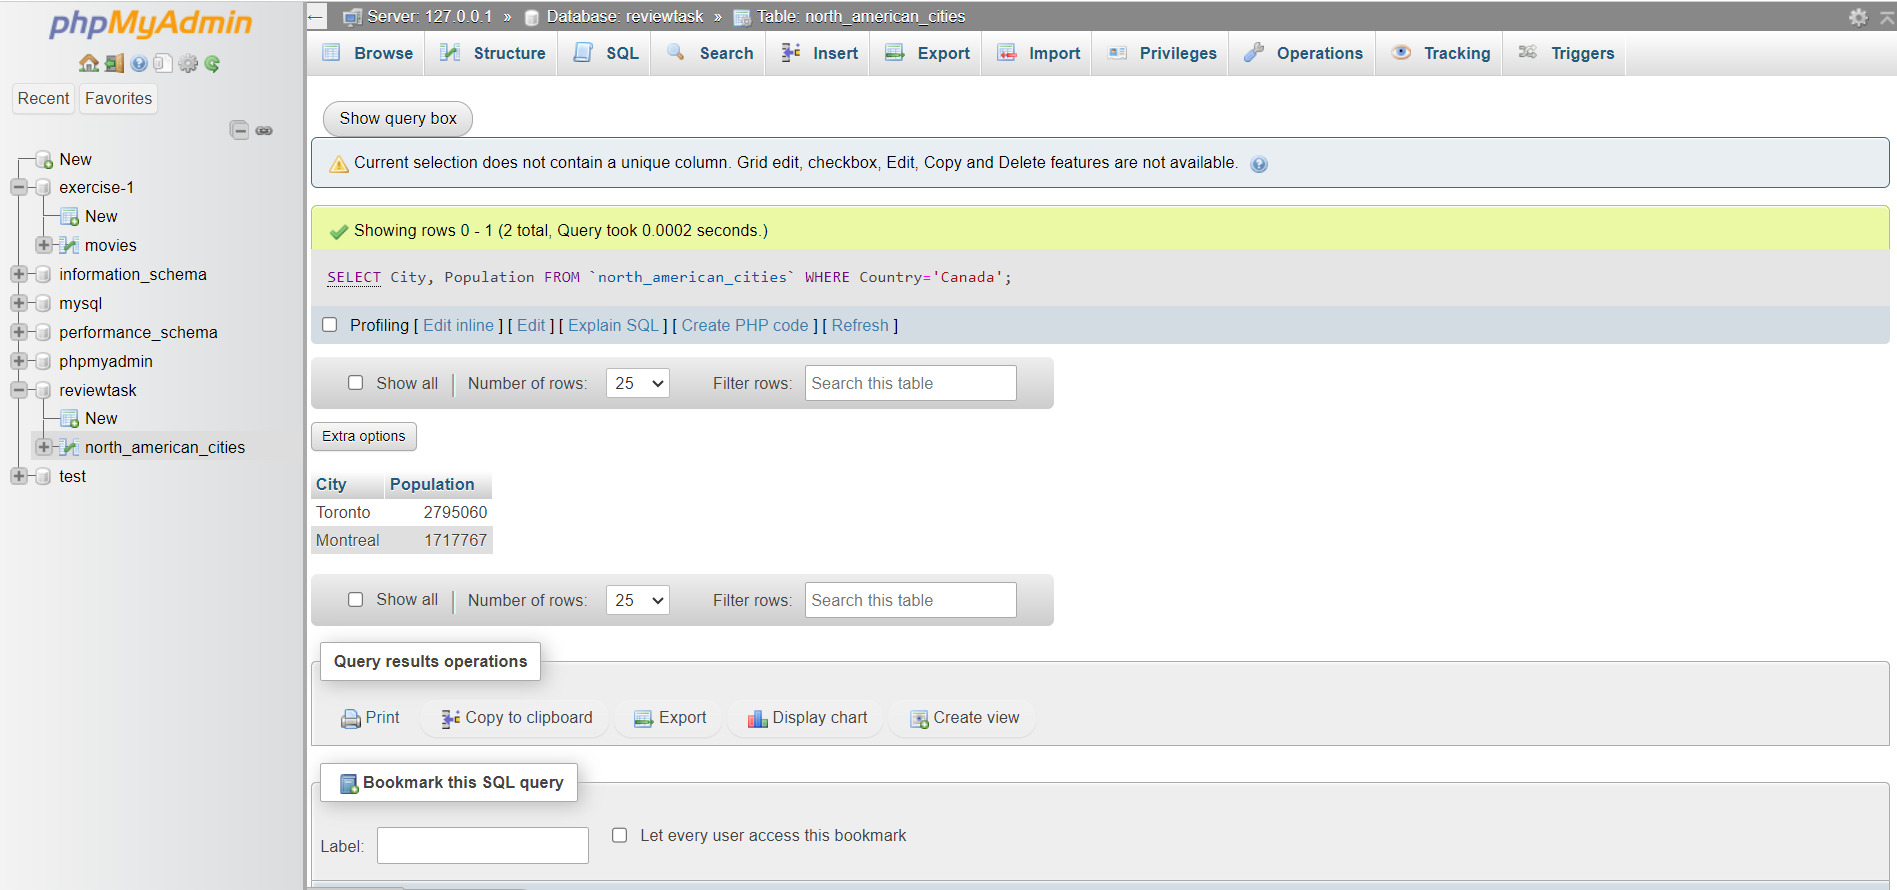 phpMyAdmin
Recent
Favorites
New
exercise-1
New
movies
information_schema
mysql
performance_schema
phpmyadmin
reviewtask
New
north_american_cities
test
Server: 127.0.0.1 » Database: reviewtask » Table: north_american_cities
Browse Structure SQL Search Insert Export Import Privileges Operations Tracking Triggers
Show query box
Current selection does not contain a unique column. Grid edit, checkbox, Edit, Copy and Delete features are not available.
Showing rows 0 - 1 (2 total, Query took 0.0002 seconds.)
SELECT City, Population FROM `north_american_cities` WHERE Country='Canada';
Profiling [ Edit inline ] [ Edit ] [ Explain SQL ] [ Create PHP code ] [ Refresh ]
Show all Number of rows: 25 Filter rows: Search this table
Extra options
City Population
Toronto 2795060
Montreal 1717767
Show all Number of rows: 25 Filter rows: Search this table
Query results operations
Print Copy to clipboard Export Display chart Create view
Bookmark this SQL query
Label: Let every user access this bookmark